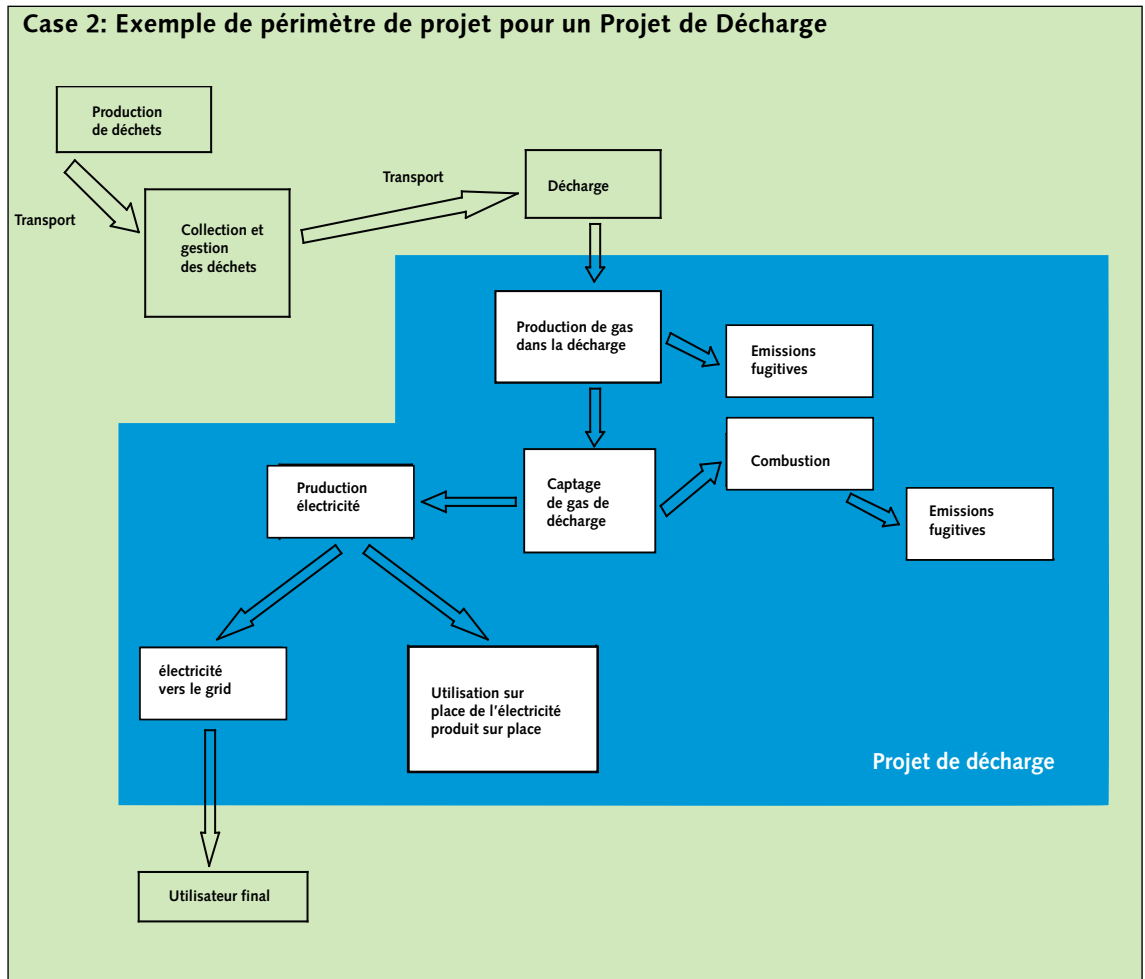 Case 2: Exemple de périmètre de projet pour un Projet de Décharge
Production
de déchets
Transport
Collection et
gestion
des déchets
Transport
Décharge
Production de gas
dans la décharge
Emissions
fugitives
Captage
de gas de
décharge
Combustion
Emissions
fugitives
Pruduction
électricité
électricité
vers le grid
Utilisation sur
place de l'électricité
produit sur place
Projet de décharge
Utilisateur final